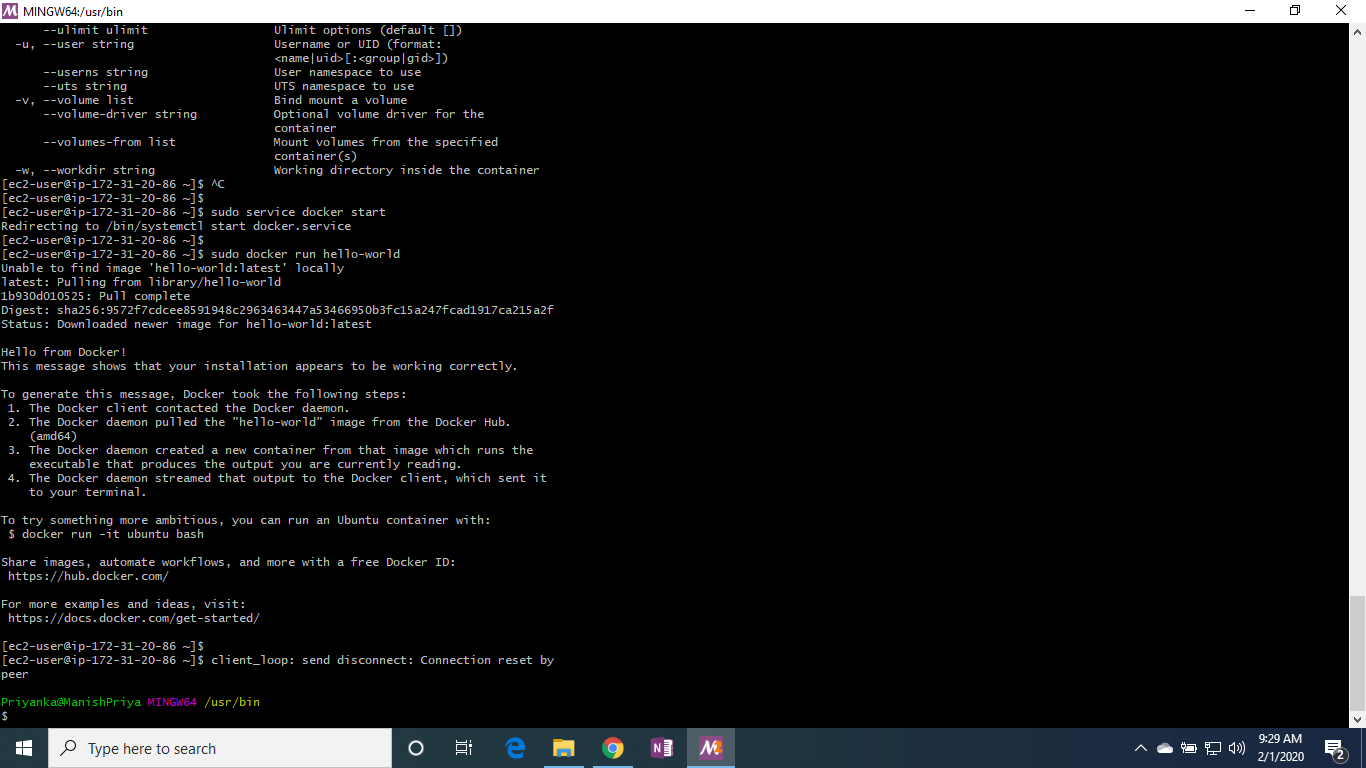 MINGW64:/usr/bin
--ulimit ulimit Ulimit options (default [])
-u, --user string Username or UID (format:
<name|uid>[:<group|gid>])
--userns string User namespace to use
--uts string UTS namespace to use
-v, --volume list Bind mount a volume
--volume-driver string Optional volume driver for the
container
--volumes-from list Mount volumes from the specified
container(s)
-w, --workdir string Working directory inside the container
[ec2-user@ip-172-31-20-86 ~]$ ^C
[ec2-user@ip-172-31-20-86 ~]$
[ec2-user@ip-172-31-20-86 ~]$ sudo service docker start
Redirecting to /bin/systemctl start docker.service
[ec2-user@ip-172-31-20-86 ~]$
[ec2-user@ip-172-31-20-86 ~]$ sudo docker run hello-world
Unable to find image 'hello-world:latest' locally
latest: Pulling from library/hello-world
1b930d010525: Pull complete
Digest: sha256:9572f7cdcee8591948c2963463447a53466950b3fc15a247fcad1917ca215a2f
Status: Downloaded newer image for hello-world:latest
Hello from Docker!
This message shows that your installation appears to be working correctly.
To generate this message, Docker took the following steps:
1. The Docker client contacted the Docker daemon.
2. The Docker daemon pulled the "hello-world" image from the Docker Hub.
(amd64)
3. The Docker daemon created a new container from that image which runs the
executable that produces the output you are currently reading.
4. The Docker daemon streamed that output to the Docker client, which sent it
to your terminal.
To try something more ambitious, you can run an Ubuntu container with:
$ docker run -it ubuntu bash
Share images, automate workflows, and more with a free Docker ID:
https://hub.docker.com/
For more examples and ideas, visit:
https://docs.docker.com/get-started/
[ec2-user@ip-172-31-20-86 ~]$
[ec2-user@ip-172-31-20-86 ~]$ client_loop: send disconnect: Connection reset by
peer
Priyanka@ManishPriya MINGW64 /usr/bin
$
Type here to search
9:29 AM
2/1/2020
2